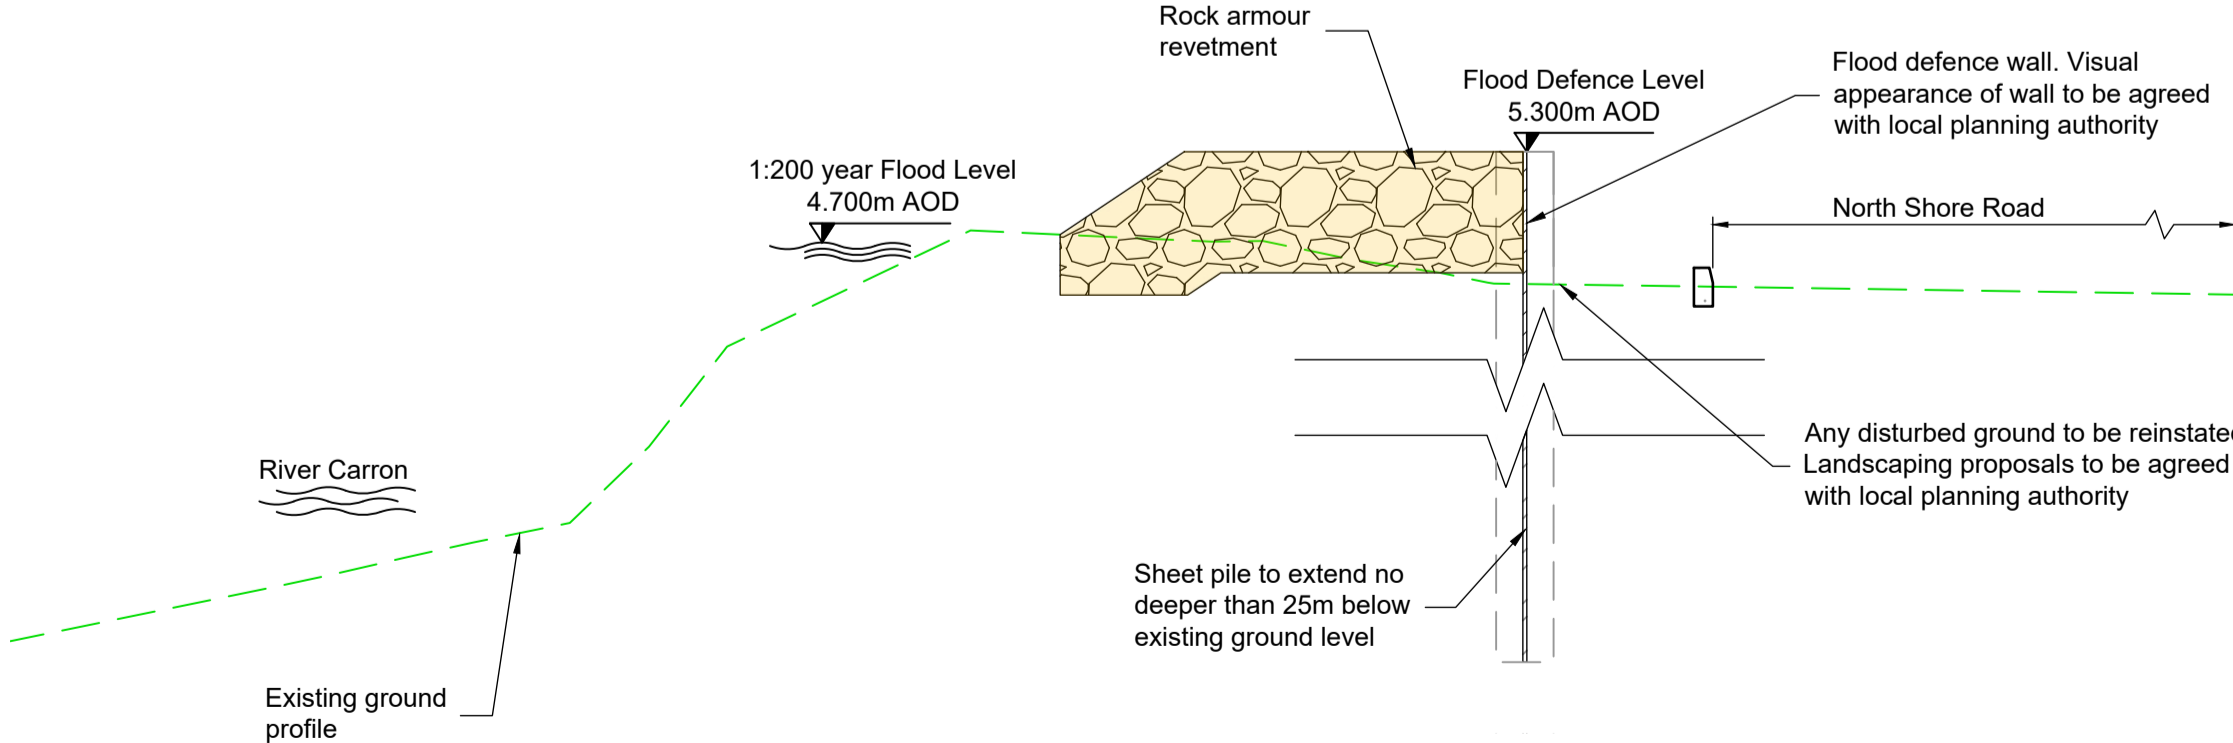 Rock armour
revetment
Flood Defence Level
5.300m AOD
Flood defence wall. Visual
appearance of wall to be agreed
with local planning authority
1:200 year Flood Level
4.700m AOD
North Shore Road
River Carron
Any disturbed ground to be reinstated
Landscaping proposals to be agreed
with local planning authority
Sheet pile to extend no
deeper than 25m below
existing ground level
Existing ground
profile